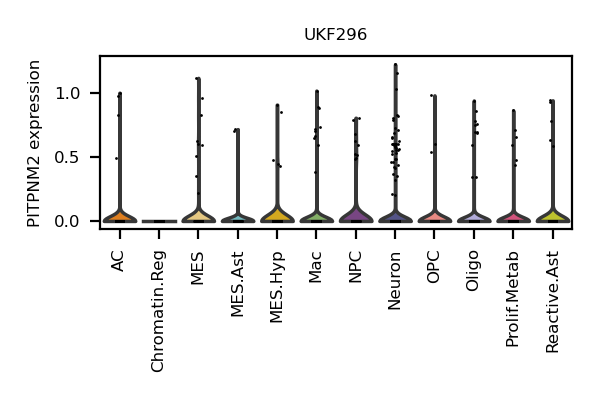 UKF296
PITPNM2 expression
1.0
0.5
0.0
AC
Chromatin.Reg
MES
MES.Ast
MES.Hyp
Mac
NPC
Neuron
OPC
Oligo
Prolif.Metab
Reactive.Ast